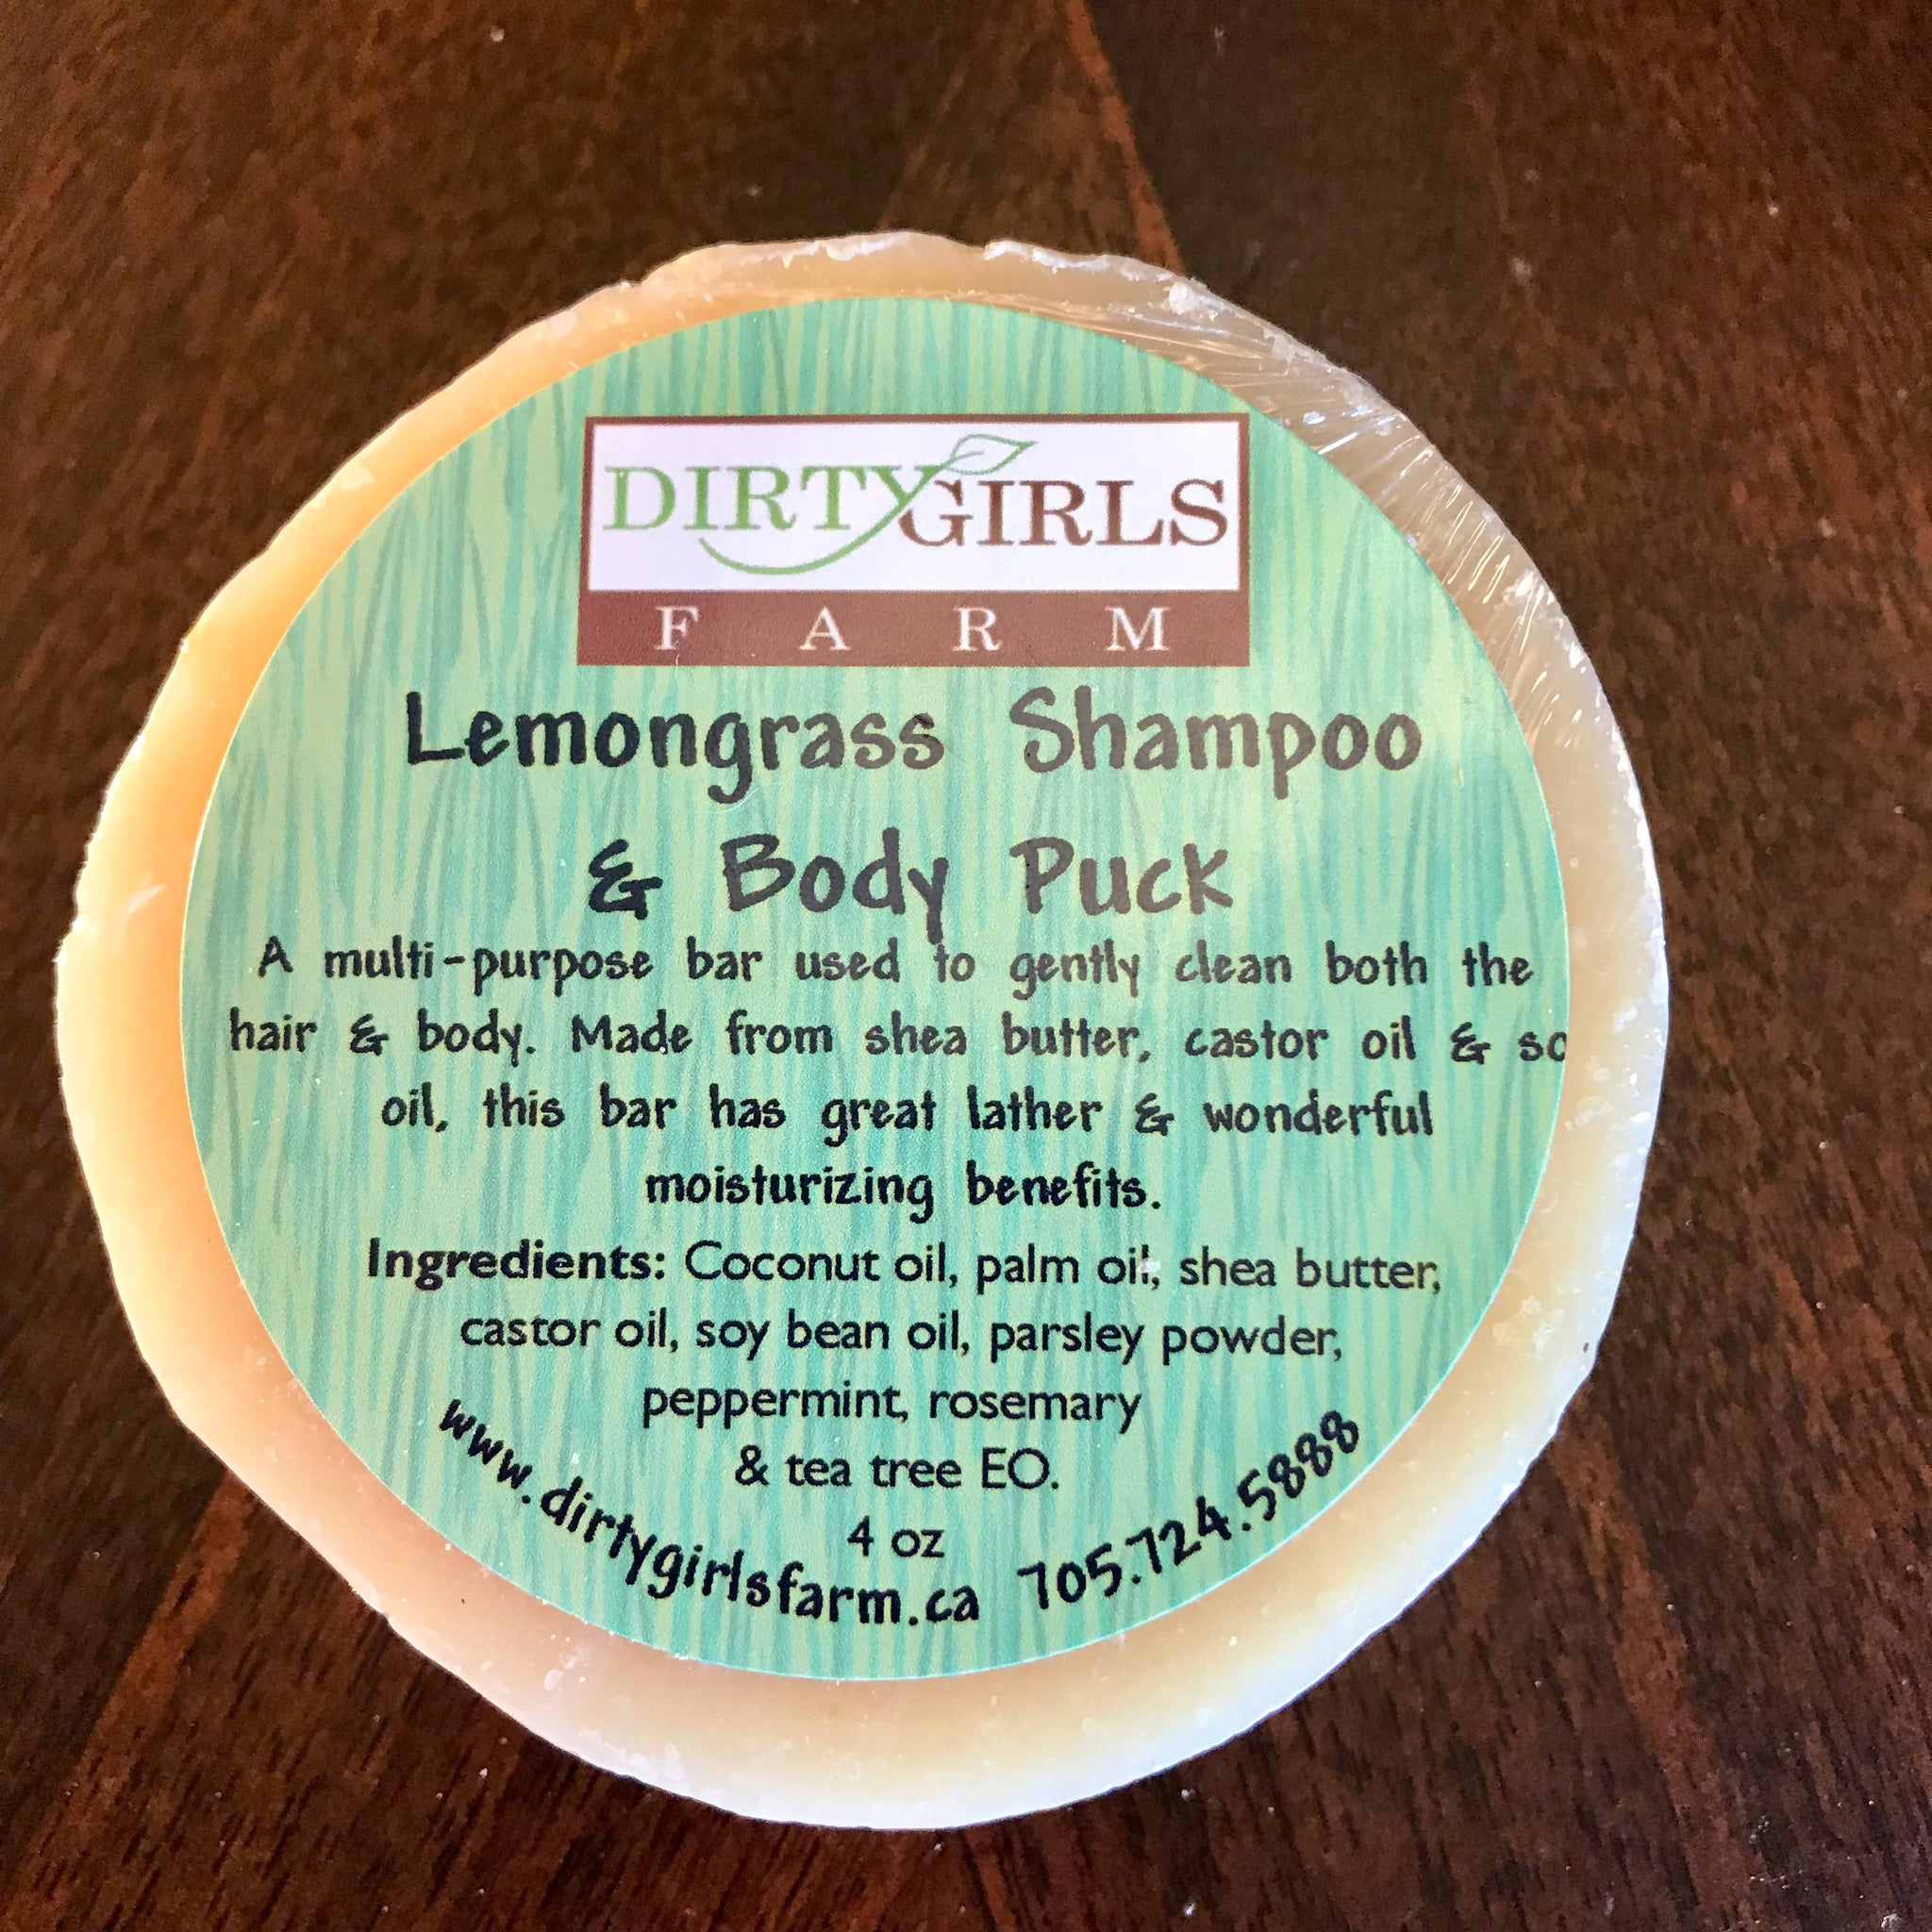 DIRTYGIRLS
FARM
Lemongrass Shampoo
& Body Puck
A multi-purpose bar used to gently clean both the
hair & body. Made from shea butter, castor oil &
oil, this bar has great lather & wonderful
moisturizing benefits.
Ingredients: Coconut oil, palm oil, shea butter,
castor oil, soy bean oil, parsley powder,
peppermint, rosemary
& tea tree EO.
4 oz
www.dirtygirlsfarm.ca 705.724.5888